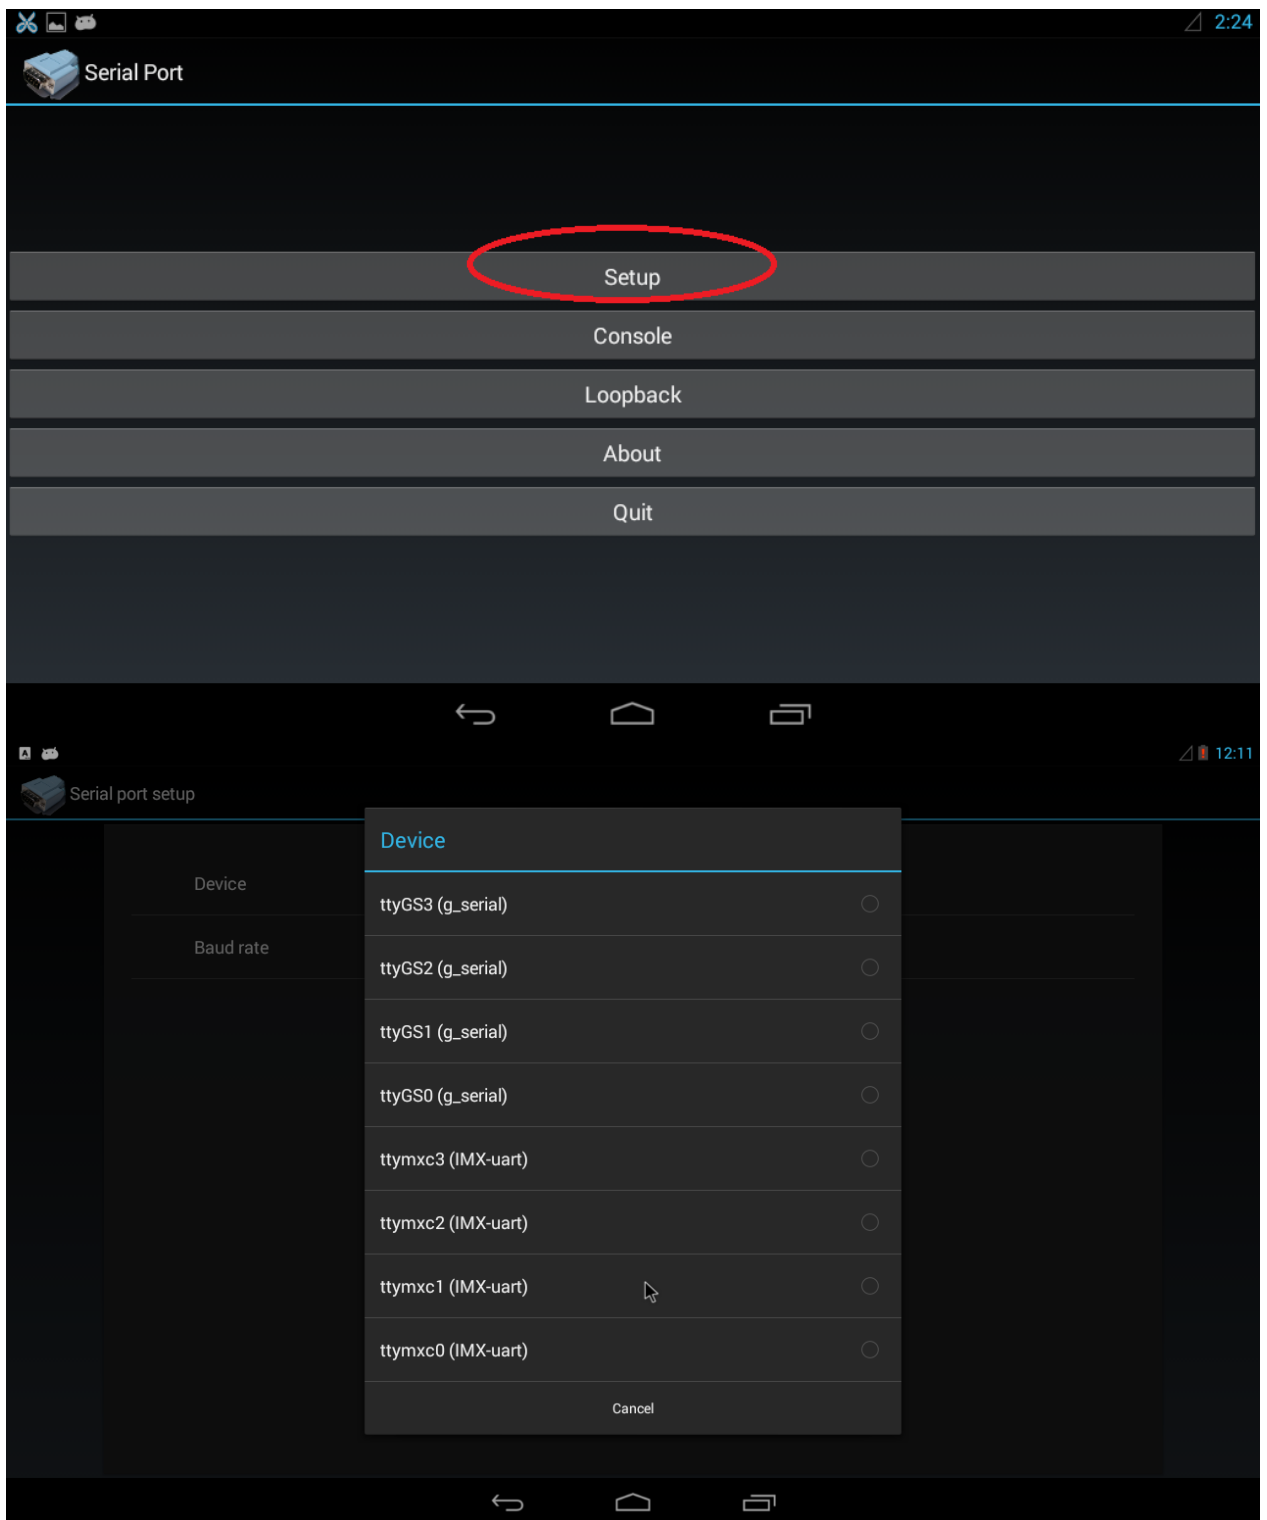 2:24
Serial Port
Setup
Console
Loopback
About
Quit
12:11
Serial port setup
Device
Device
Baud rate
ttyGS3 (g_serial)
ttyGS2 (g_serial)
ttyGS1 (g_serial)
ttyGS0 (g_serial)
ttymxc3 (IMX-uart)
ttymxc2 (IMX-uart)
ttymxc1 (IMX-uart)
ttymxc0 (IMX-uart)
Cancel